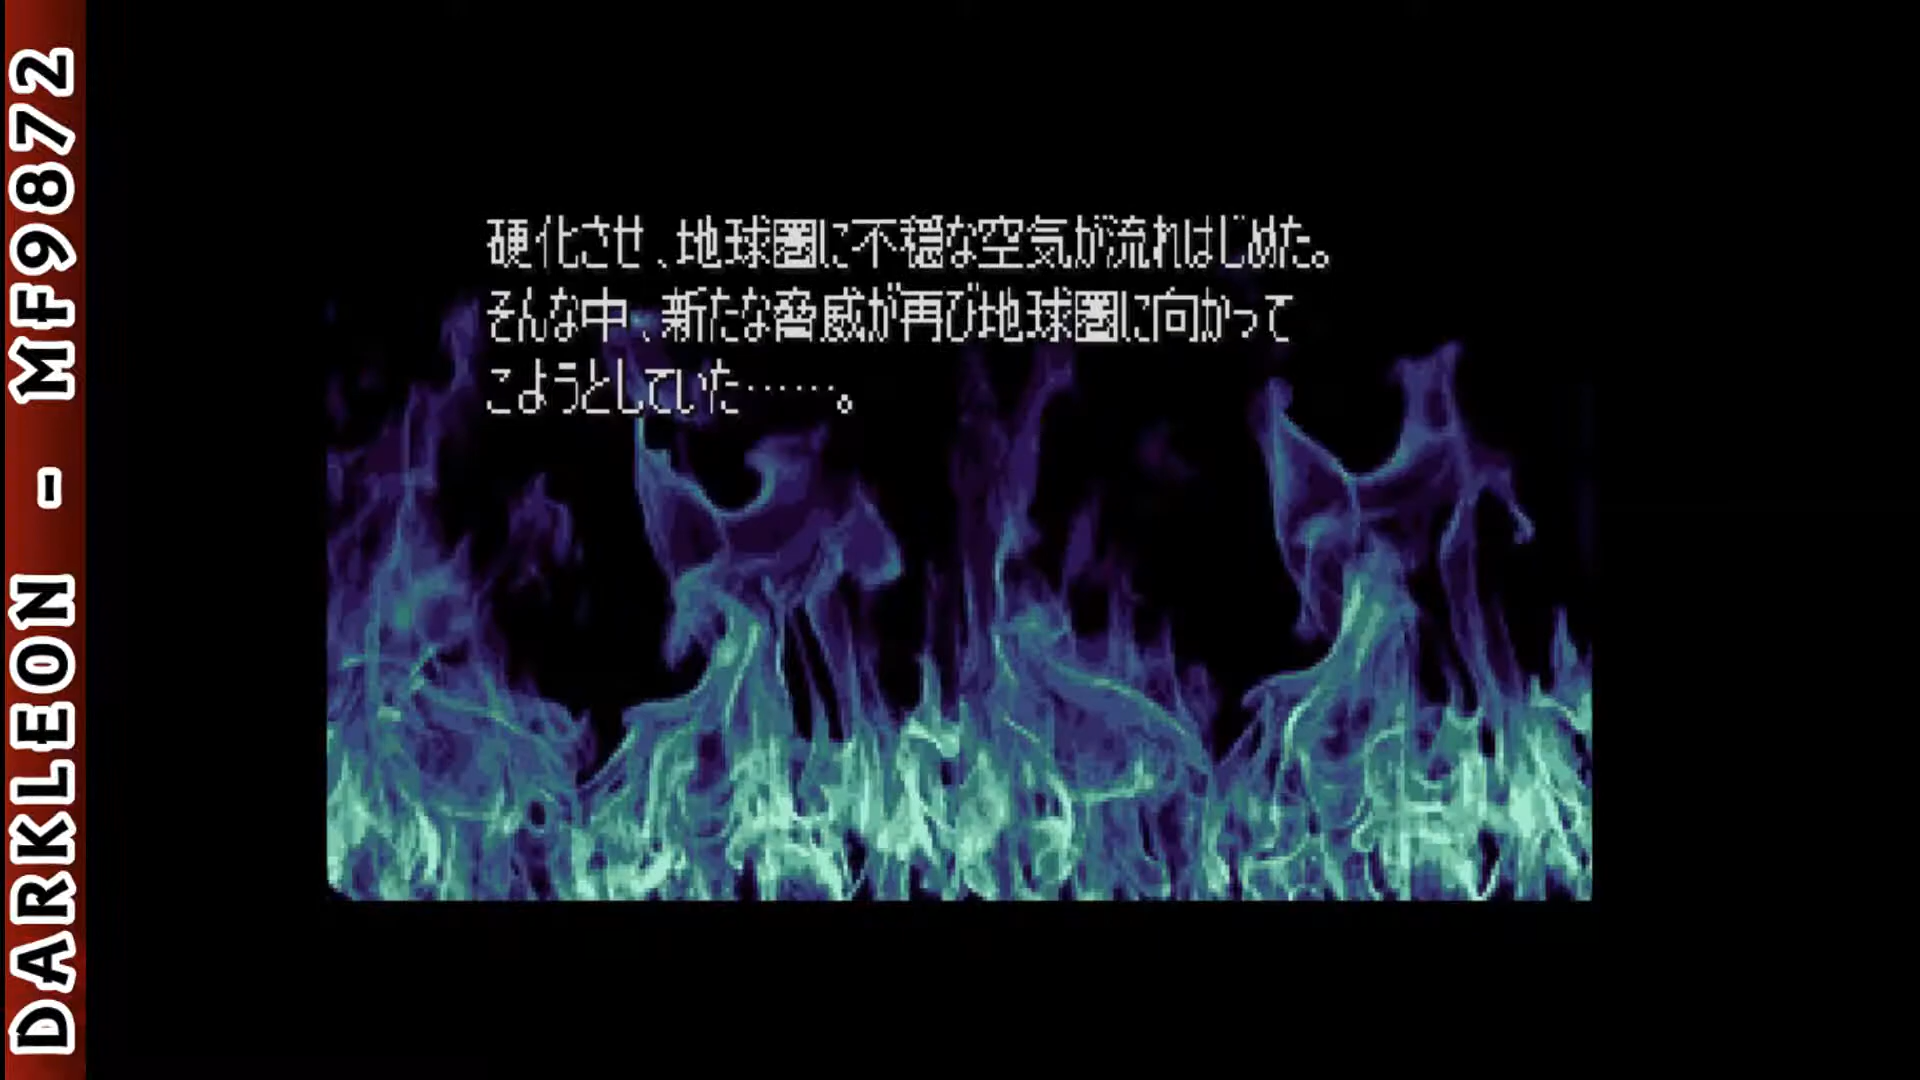 硬化させ、地球圏に不穏な空気が流れはじめた。
そんな中、新たな脅威が再び地球圏に向かって
こようとしていた……。
DARKLEON - MF9872